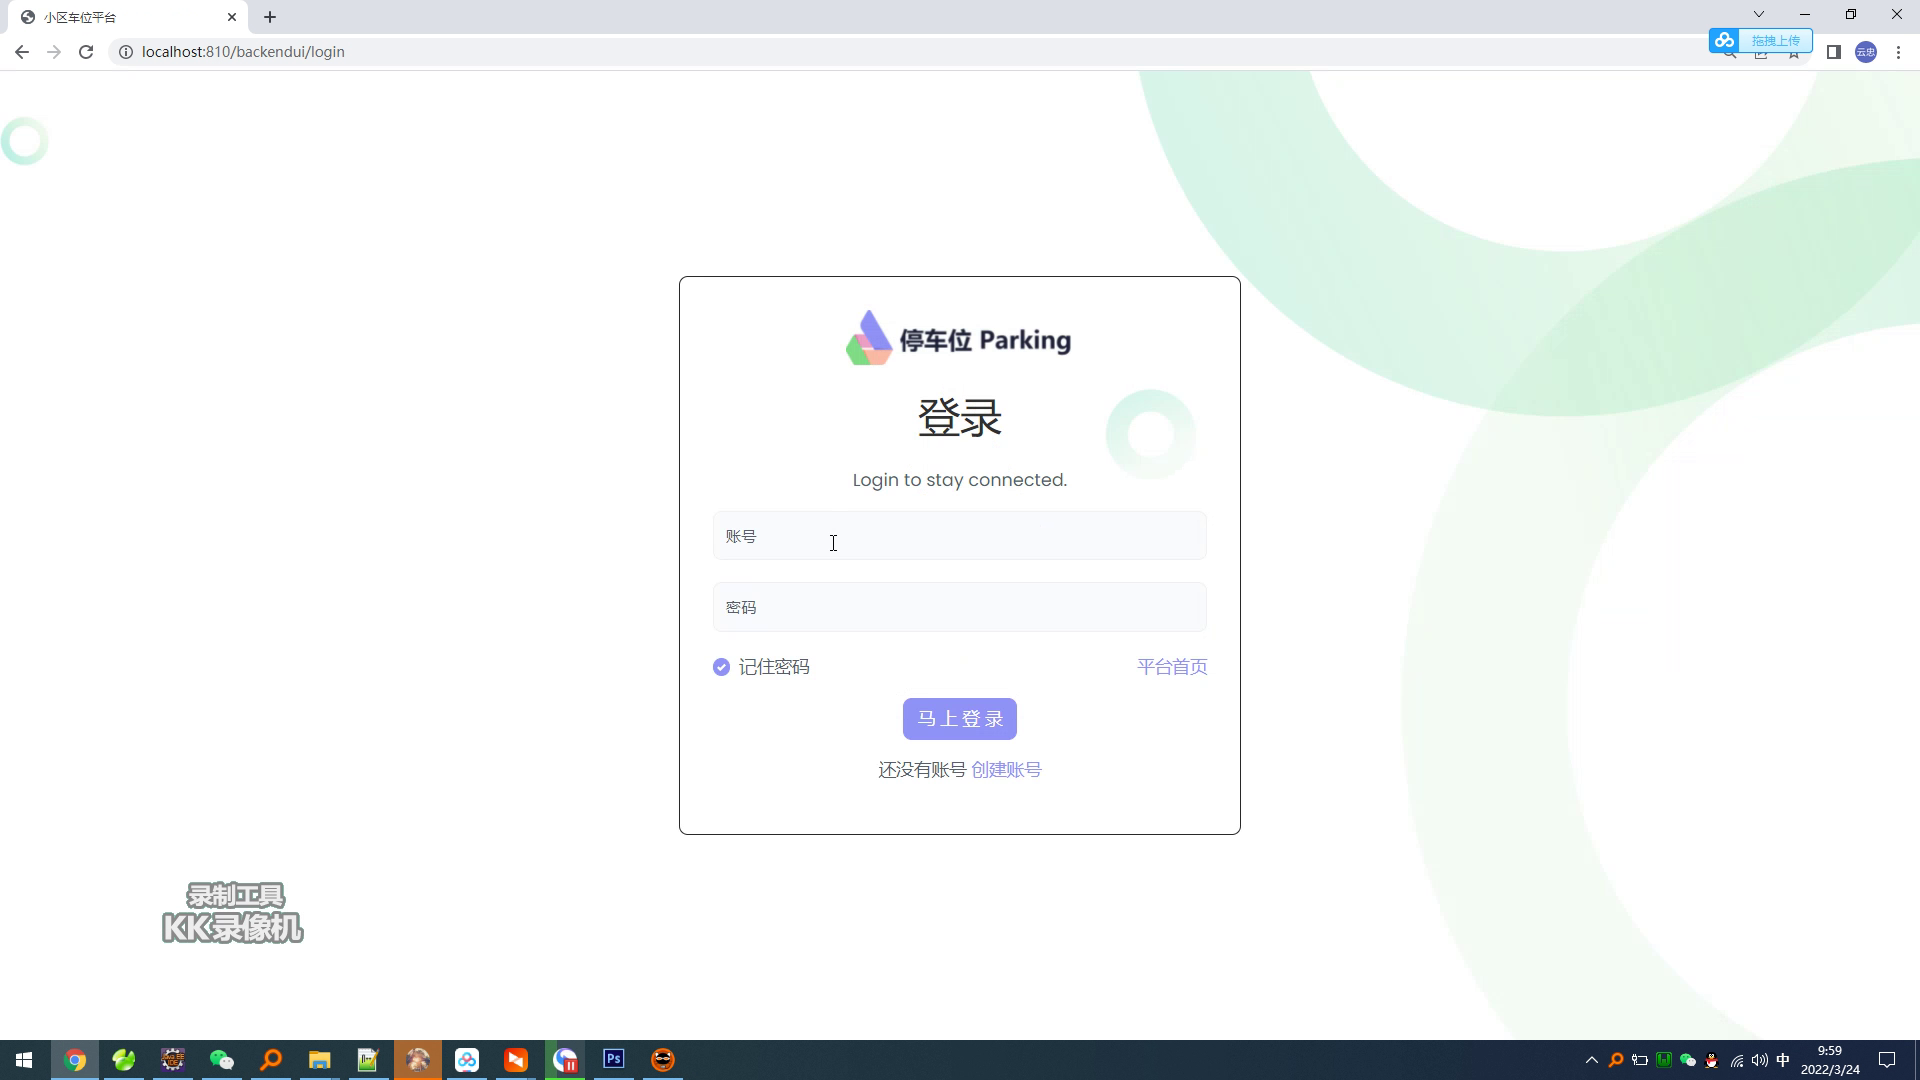 小区车位平台
localhost:810/backendui/login
拖拽上传
云忠
停车位 Parking
登录
Login to stay connected.
账号
密码
记住密码
平台首页
马上登录
还没有账号 创建账号
录制工具
KK录像机
Ps
中
9:59
2022/3/24